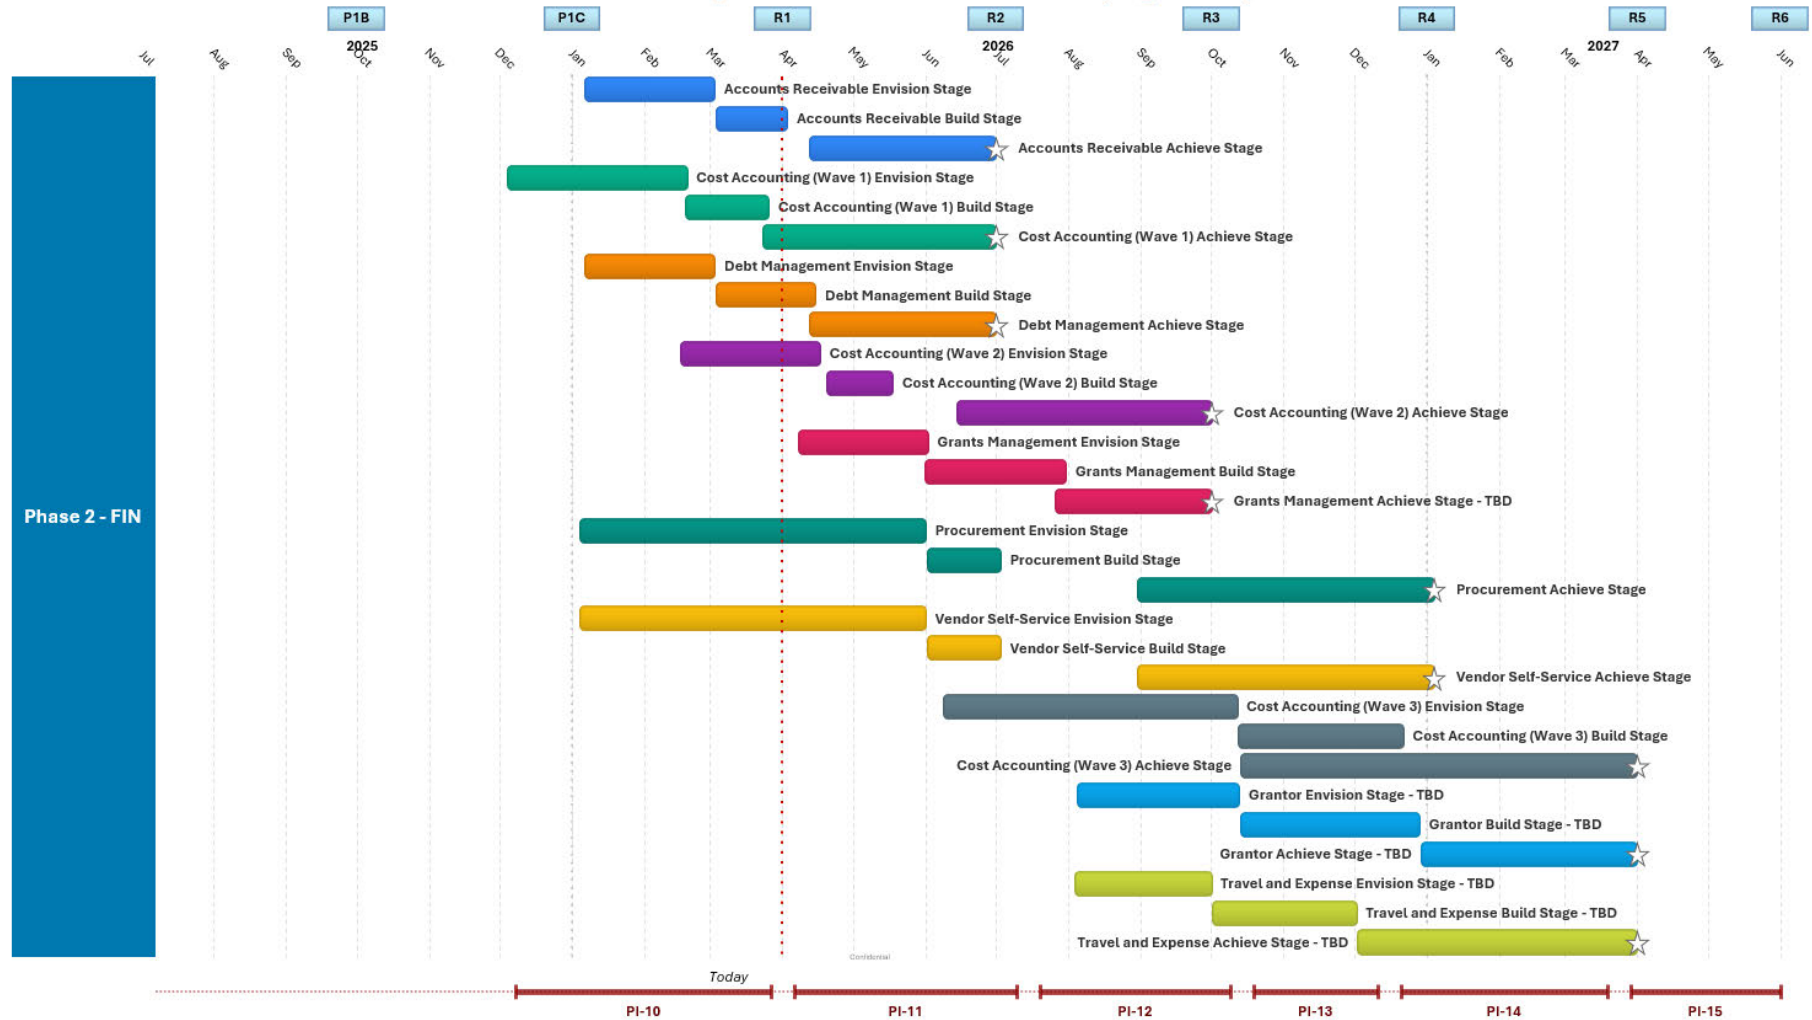 P1B P1C R1 R2 R3 R4 R5 R6
2025 2026 2027
Jul Aug Sep Oct Nov Dec Jan Feb Mar Apr May Jun Jul Aug Sep Oct Nov Dec Jan Feb Mar Apr May Jun
Phase 2 - FIN
Accounts Receivable Envision Stage
Accounts Receivable Build Stage
Accounts Receivable Achieve Stage
Cost Accounting (Wave 1) Envision Stage
Cost Accounting (Wave 1) Build Stage
Cost Accounting (Wave 1) Achieve Stage
Debt Management Envision Stage
Debt Management Build Stage
Debt Management Achieve Stage
Cost Accounting (Wave 2) Envision Stage
Cost Accounting (Wave 2) Build Stage
Cost Accounting (Wave 2) Achieve Stage
Grants Management Envision Stage
Grants Management Build Stage
Grants Management Achieve Stage - TBD
Procurement Envision Stage
Procurement Build Stage
Procurement Achieve Stage
Vendor Self-Service Envision Stage
Vendor Self-Service Build Stage
Vendor Self-Service Achieve Stage
Cost Accounting (Wave 3) Envision Stage
Cost Accounting (Wave 3) Build Stage
Cost Accounting (Wave 3) Achieve Stage
Grantor Envision Stage - TBD
Grantor Build Stage - TBD
Grantor Achieve Stage - TBD
Travel and Expense Envision Stage - TBD
Travel and Expense Build Stage - TBD
Travel and Expense Achieve Stage - TBD
Confidential
Today
PI-10 PI-11 PI-12 PI-13 PI-14 PI-15